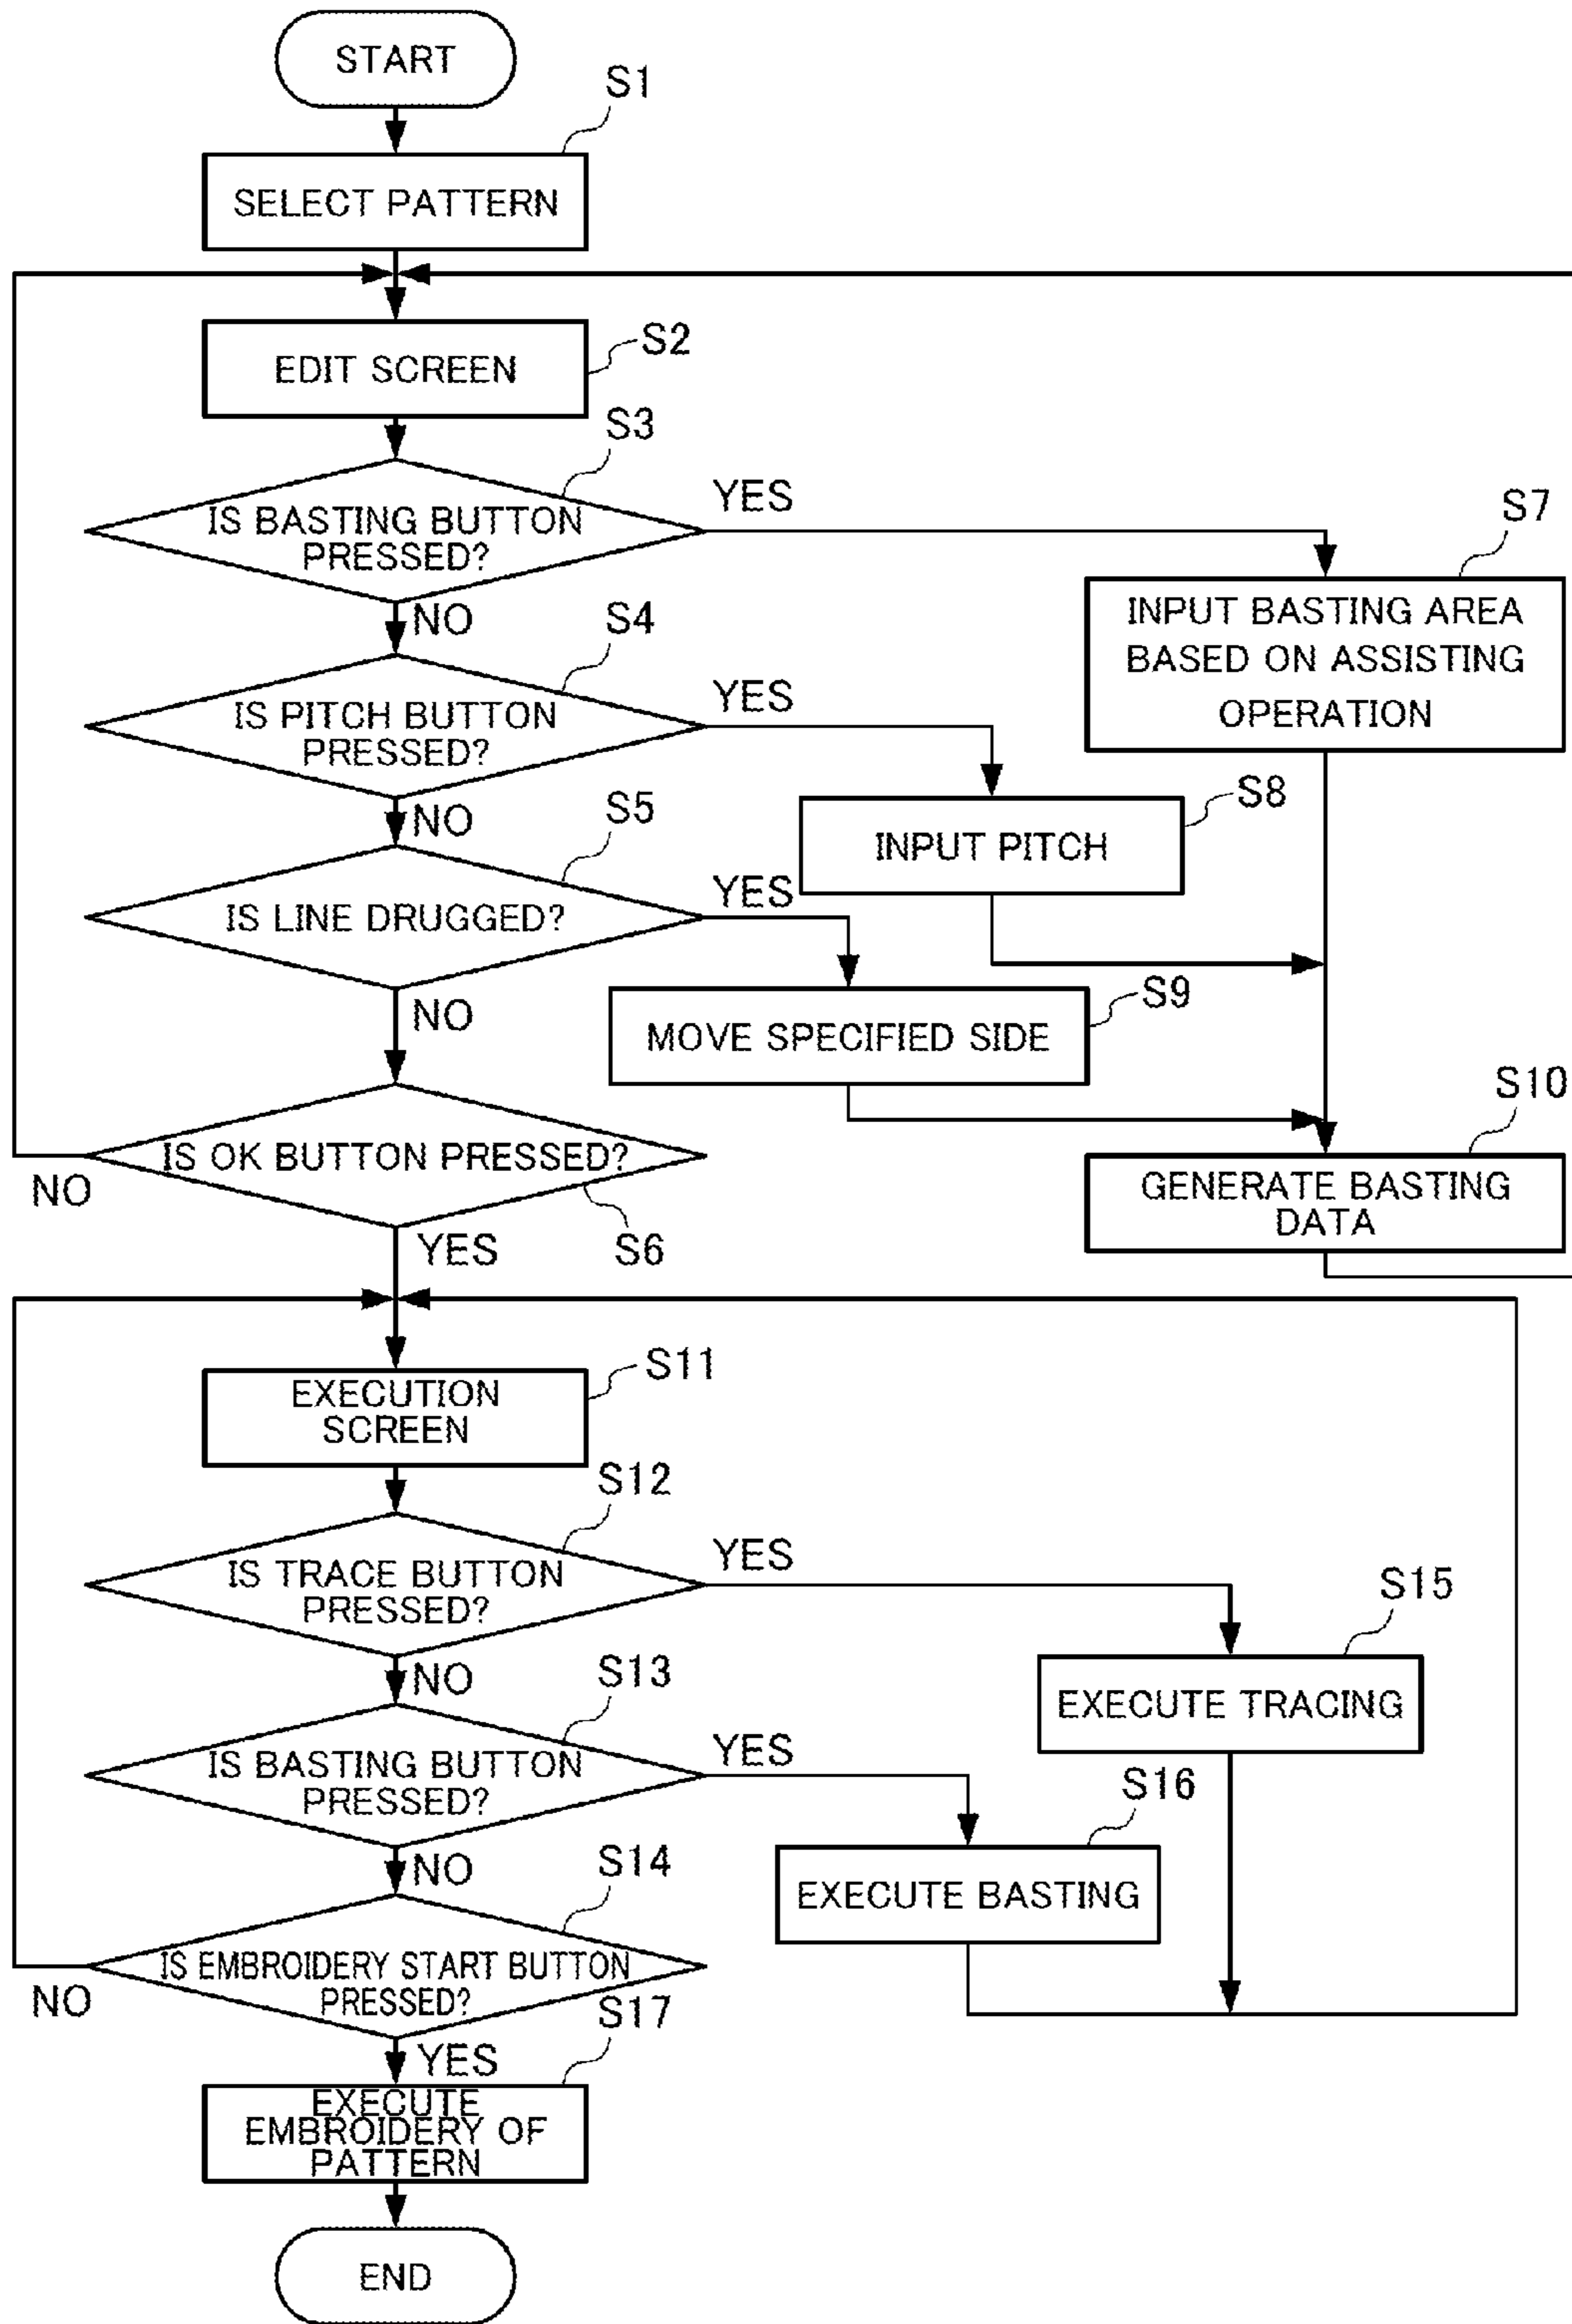 START
S1
SELECT PATTERN
S2
EDIT SCREEN
S3
IS BASTING BUTTON
PRESSED?
YES
NO
S7
INPUT BASTING AREA
BASED ON ASSISTING
OPERATION
S4
IS PITCH BUTTON
PRESSED?
YES
NO
S8
INPUT PITCH
S5
IS LINE DRUGGED?
YES
NO
S9
MOVE SPECIFIED SIDE
S10
GENERATE BASTING
DATA
IS OK BUTTON PRESSED?
NO
S6
YES
S11
EXECUTION
SCREEN
S12
IS TRACE BUTTON
PRESSED?
YES
NO
S15
EXECUTE TRACING
S13
IS BASTING BUTTON
PRESSED?
YES
NO
S16
EXECUTE BASTING
S14
IS EMBROIDERY START BUTTON
PRESSED?
NO
YES
S17
EXECUTE
EMBROIDERY OF
PATTERN
END